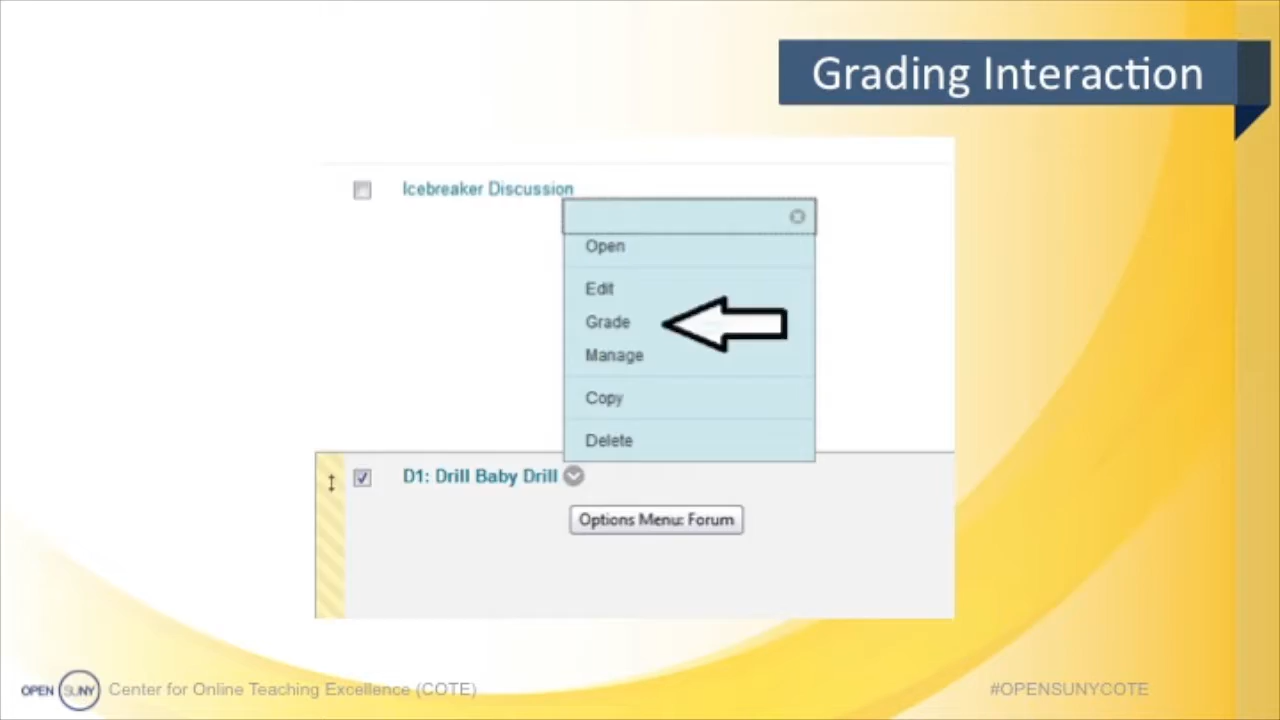 Grading Interaction
Icebreaker Discussion
Open
Edit
Grade
Manage
Copy
Delete
D1: Drill Baby Drill
Options Menu: Forum
OPEN SUNY Center for Online Teaching Excellence (COTE)
#OPENSUNYCOTE